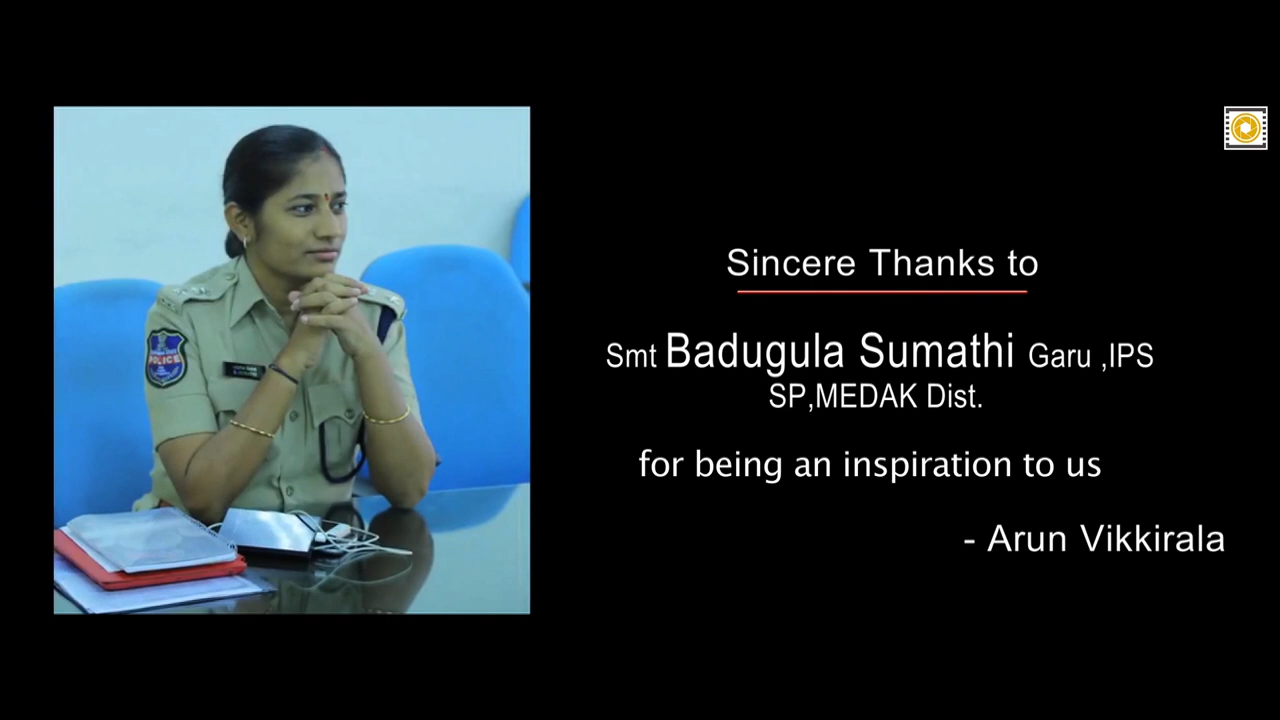 POLICE
Sincere Thanks to
Smt Badugula Sumathi Garu ,IPS
SP,MEDAK Dist.
for being an inspiration to us
- Arun Vikkirala